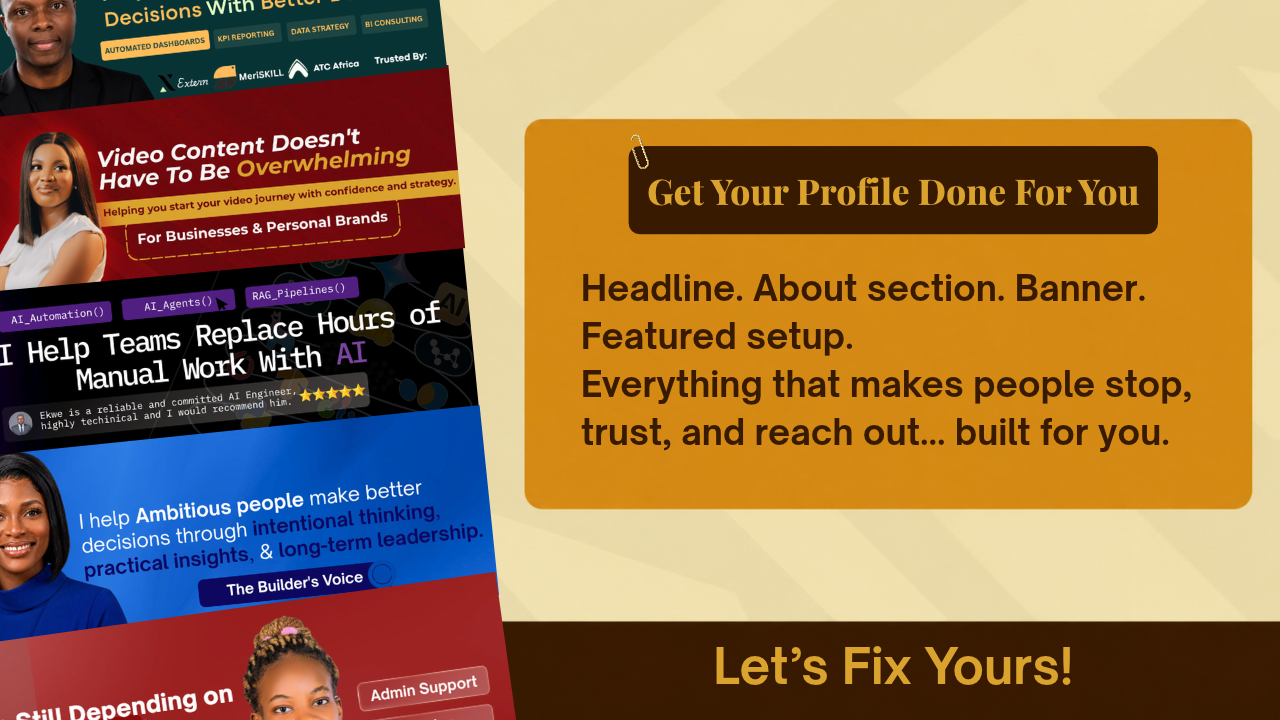 Decisions With Better
AUTOMATED DASHBOARDS
KPI REPORTING
DATA STRATEGY
BI CONSULTING
Extern
MeriSKILL
ATC Africa
Trusted By:
Video Content Doesn't
Have To Be Overwhelming
Helping you start your video journey with confidence and strategy.
For Businesses & Personal Brands
AI_Automation()
AI_Agents()
RAG_Pipelines()
I Help Teams Replace Hours of
Manual Work With AI
Ekwe is a reliable and committed AI Engineer,
highly techinical and I would recommend him.
I help Ambitious people make better
decisions through intentional thinking,
practical insights, & long-term leadership.
The Builder's Voice
Still Depending on
Admin Support
Get Your Profile Done For You
Headline. About section. Banner.
Featured setup.
Everything that makes people stop,
trust, and reach out... built for you.
Let's Fix Yours!